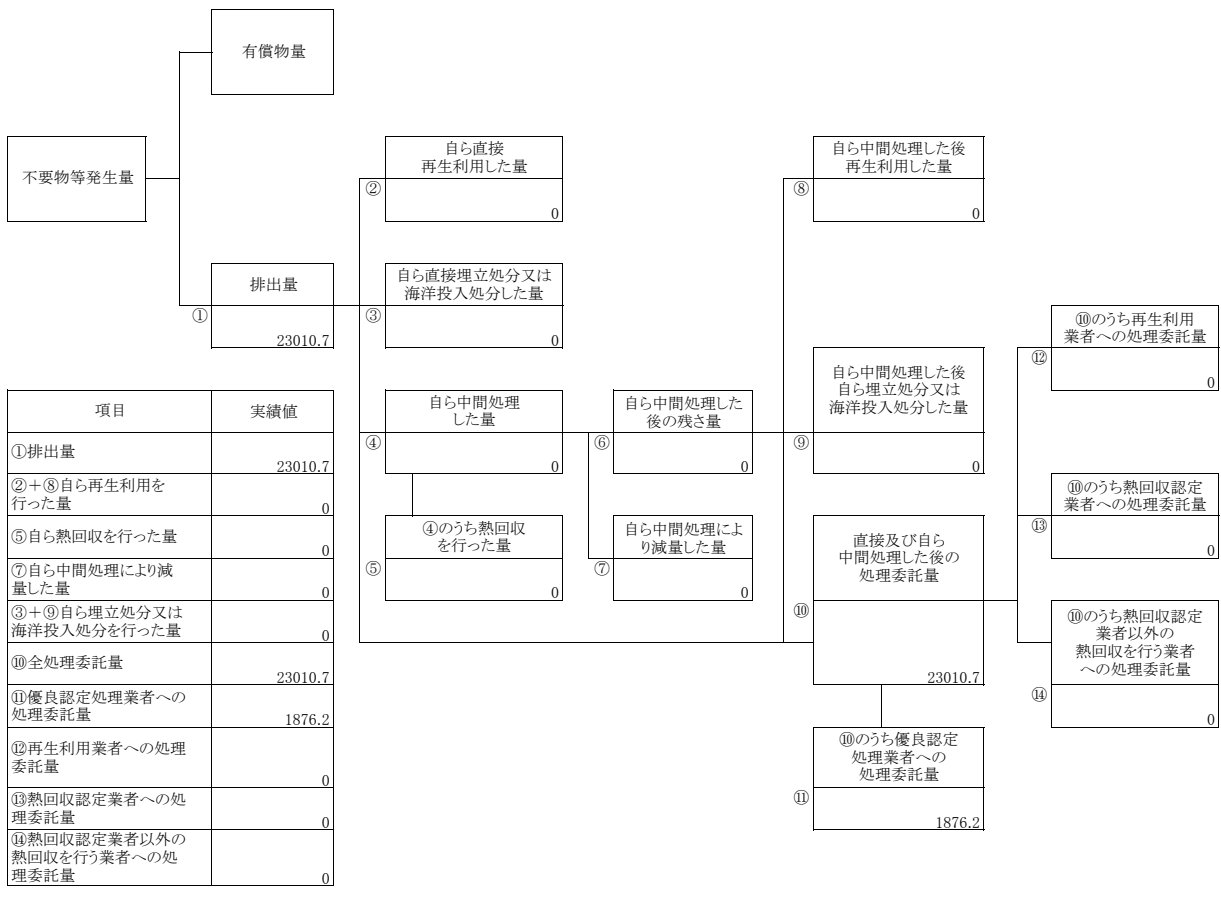 有償物量
不要物等発生量
自ら直接
再生利用した量
②
0
自ら中間処理した後
再生利用した量
⑧
0
排出量
①
23010.7
自ら直接埋立処分又は
海洋投入処分した量
③
0
自ら中間処理
した量
④
0
自ら中間処理した
後の残さ量
⑥
0
自ら中間処理した後
自ら埋立処分又は
海洋投入処分した量
⑨
0
⑩のうち再生利用
業者への処理委託量
⑫
0
④のうち熱回収
を行った量
⑤
0
自ら中間処理によ
り減量した量
⑦
0
直接及び自ら
中間処理した後の
処理委託量
⑩
23010.7
⑩のうち熱回収認定
業者への処理委託量
⑬
0
⑩のうち熱回収認定
業者以外の
熱回収を行う業者
への処理委託量
⑭
0
⑩のうち優良認定
処理業者への
処理委託量
⑪
1876.2
項目 実績値
①排出量
23010.7
②＋⑧自ら再生利用を
行った量
0
⑤自ら熱回収を行った量
0
⑦自ら中間処理により減
量した量
0
③＋⑨自ら埋立処分又は
海洋投入処分を行った量
0
⑩全処理委託量
23010.7
⑪優良認定処理業者への
処理委託量
1876.2
⑫再生利用業者への処理
委託量
0
⑬熱回収認定業者への処
理委託量
0
⑭熱回収認定業者以外の
熱回収を行う業者への処
理委託量
0